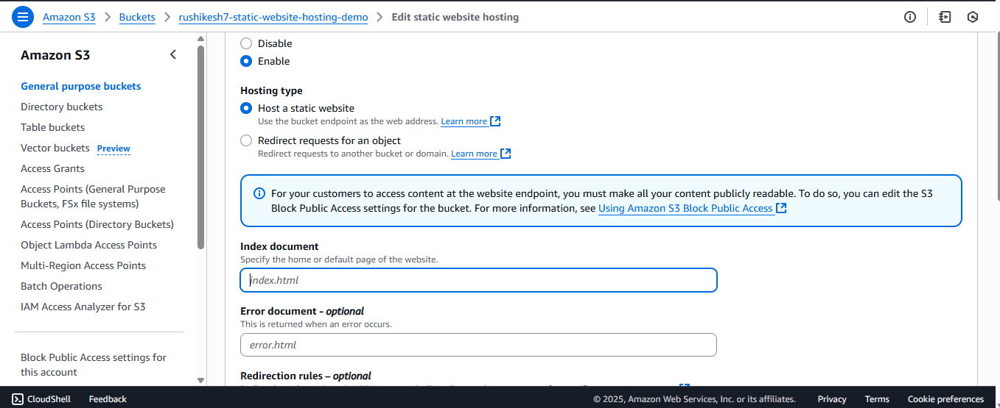 Amazon S3 > Buckets > rushikesh7-static-website-hosting-demo > Edit static website hosting
Amazon S3
General purpose buckets
Directory buckets
Table buckets
Vector buckets Preview
Access Grants
Access Points (General Purpose
Buckets, FSx file systems)
Access Points (Directory Buckets)
Object Lambda Access Points
Multi-Region Access Points
Batch Operations
IAM Access Analyzer for S3
Block Public Access settings for
this account
Disable
Enable
Hosting type
Host a static website
Use the bucket endpoint as the web address. Learn more
Redirect requests for an object
Redirect requests to another bucket or domain. Learn more
For your customers to access content at the website endpoint, you must make all your content publicly readable. To do so, you can edit the S3
Block Public Access settings for the bucket. For more information, see Using Amazon S3 Block Public Access
Index document
Specify the home or default page of the website.
index.html
Error document - optional
This is returned when an error occurs.
error.html
Redirection rules – optional
CloudShell Feedback © 2025, Amazon Web Services, Inc. or its affiliates. Privacy Terms Cookie preferences